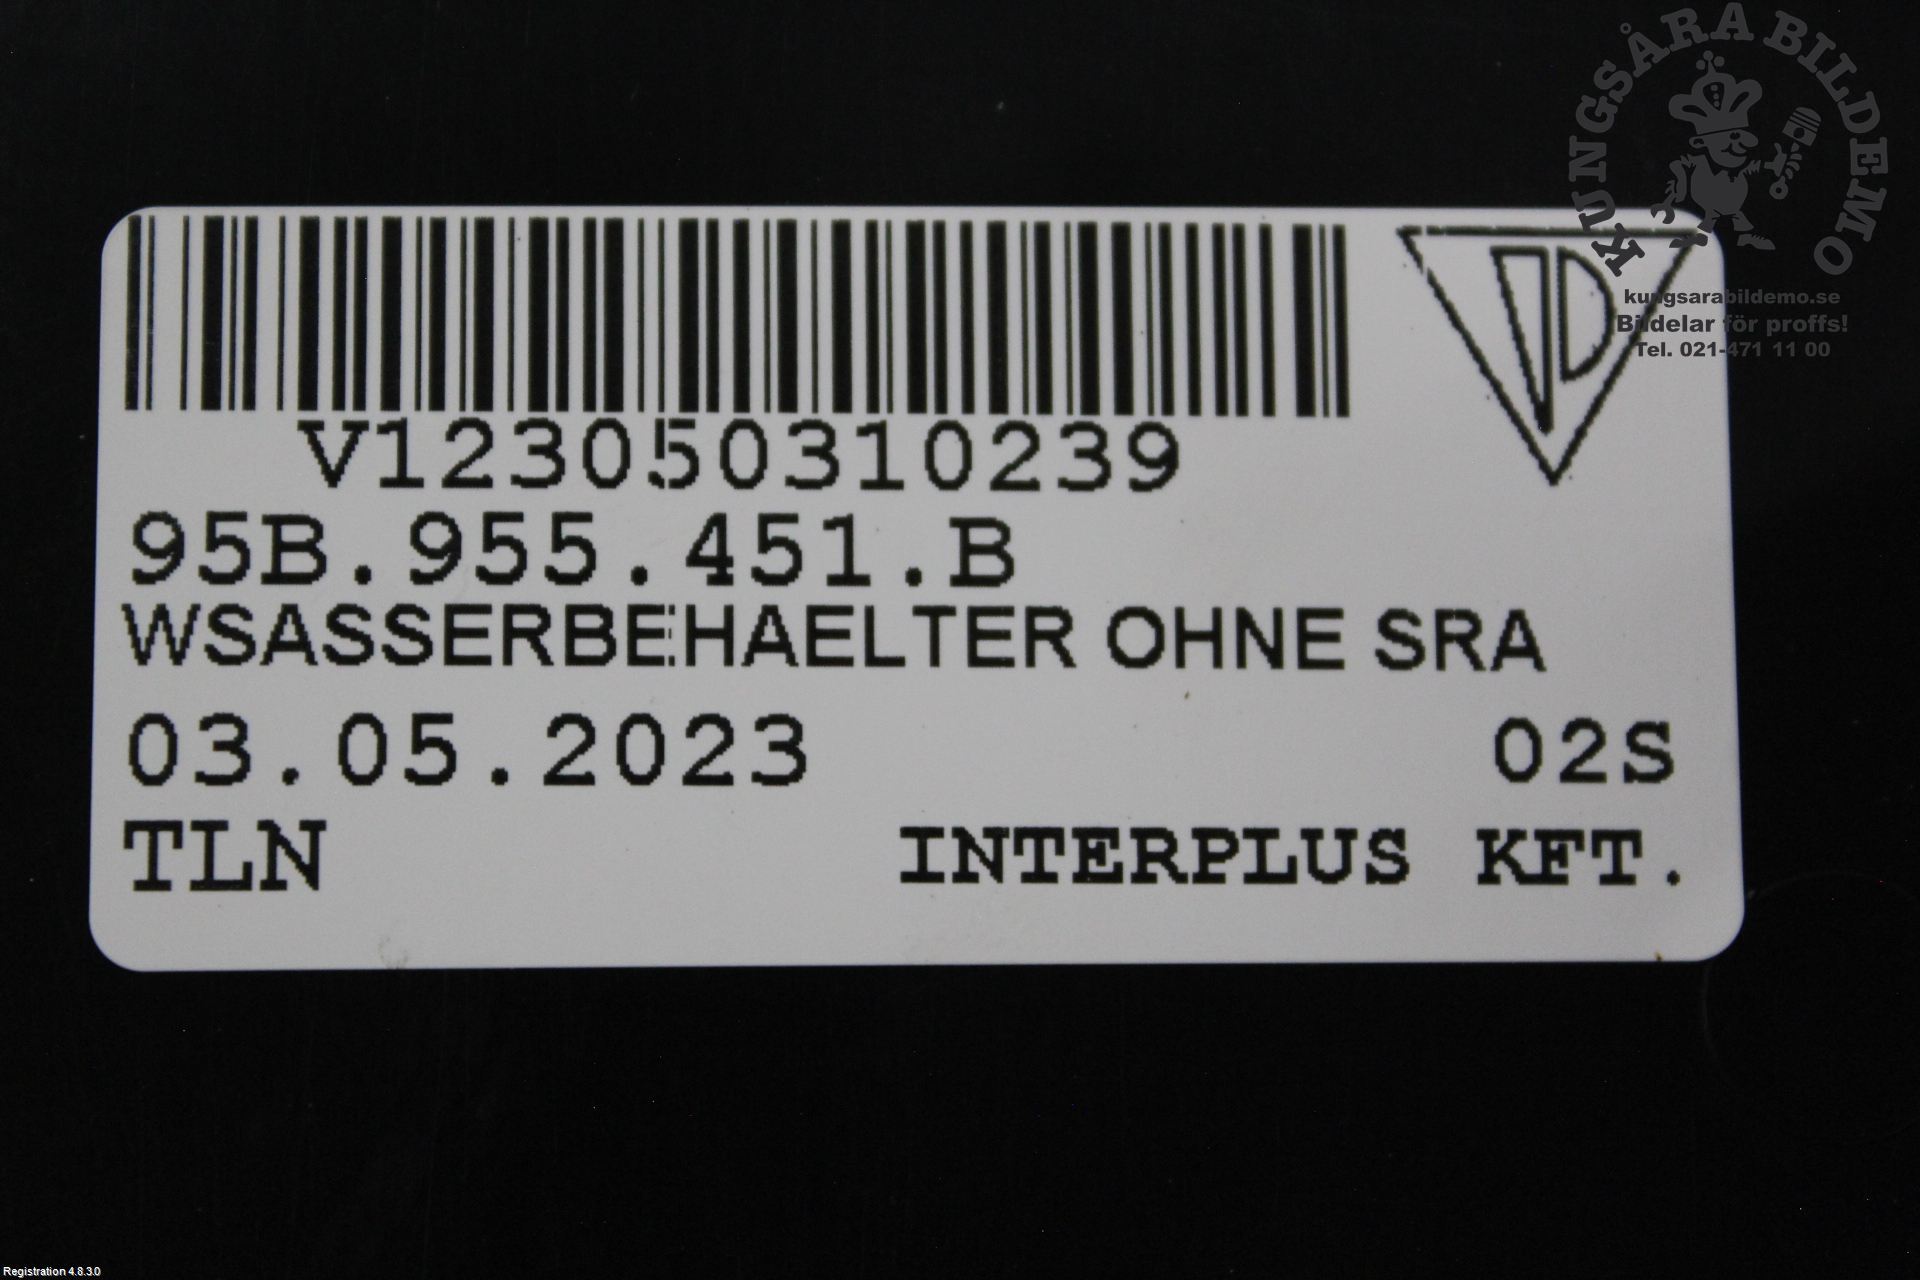 KUNGSÅRA BILDEMO
kungsarabildemo.se
Bildelar för proffs!
Tel. 021-471 11 00
V123050310239
95B.955.451.B
WSASSERBEHAELTER OHNE SRA
03.05.2023 02S
TLN INTERPLUS KFT.
Registration 4.8.3.0